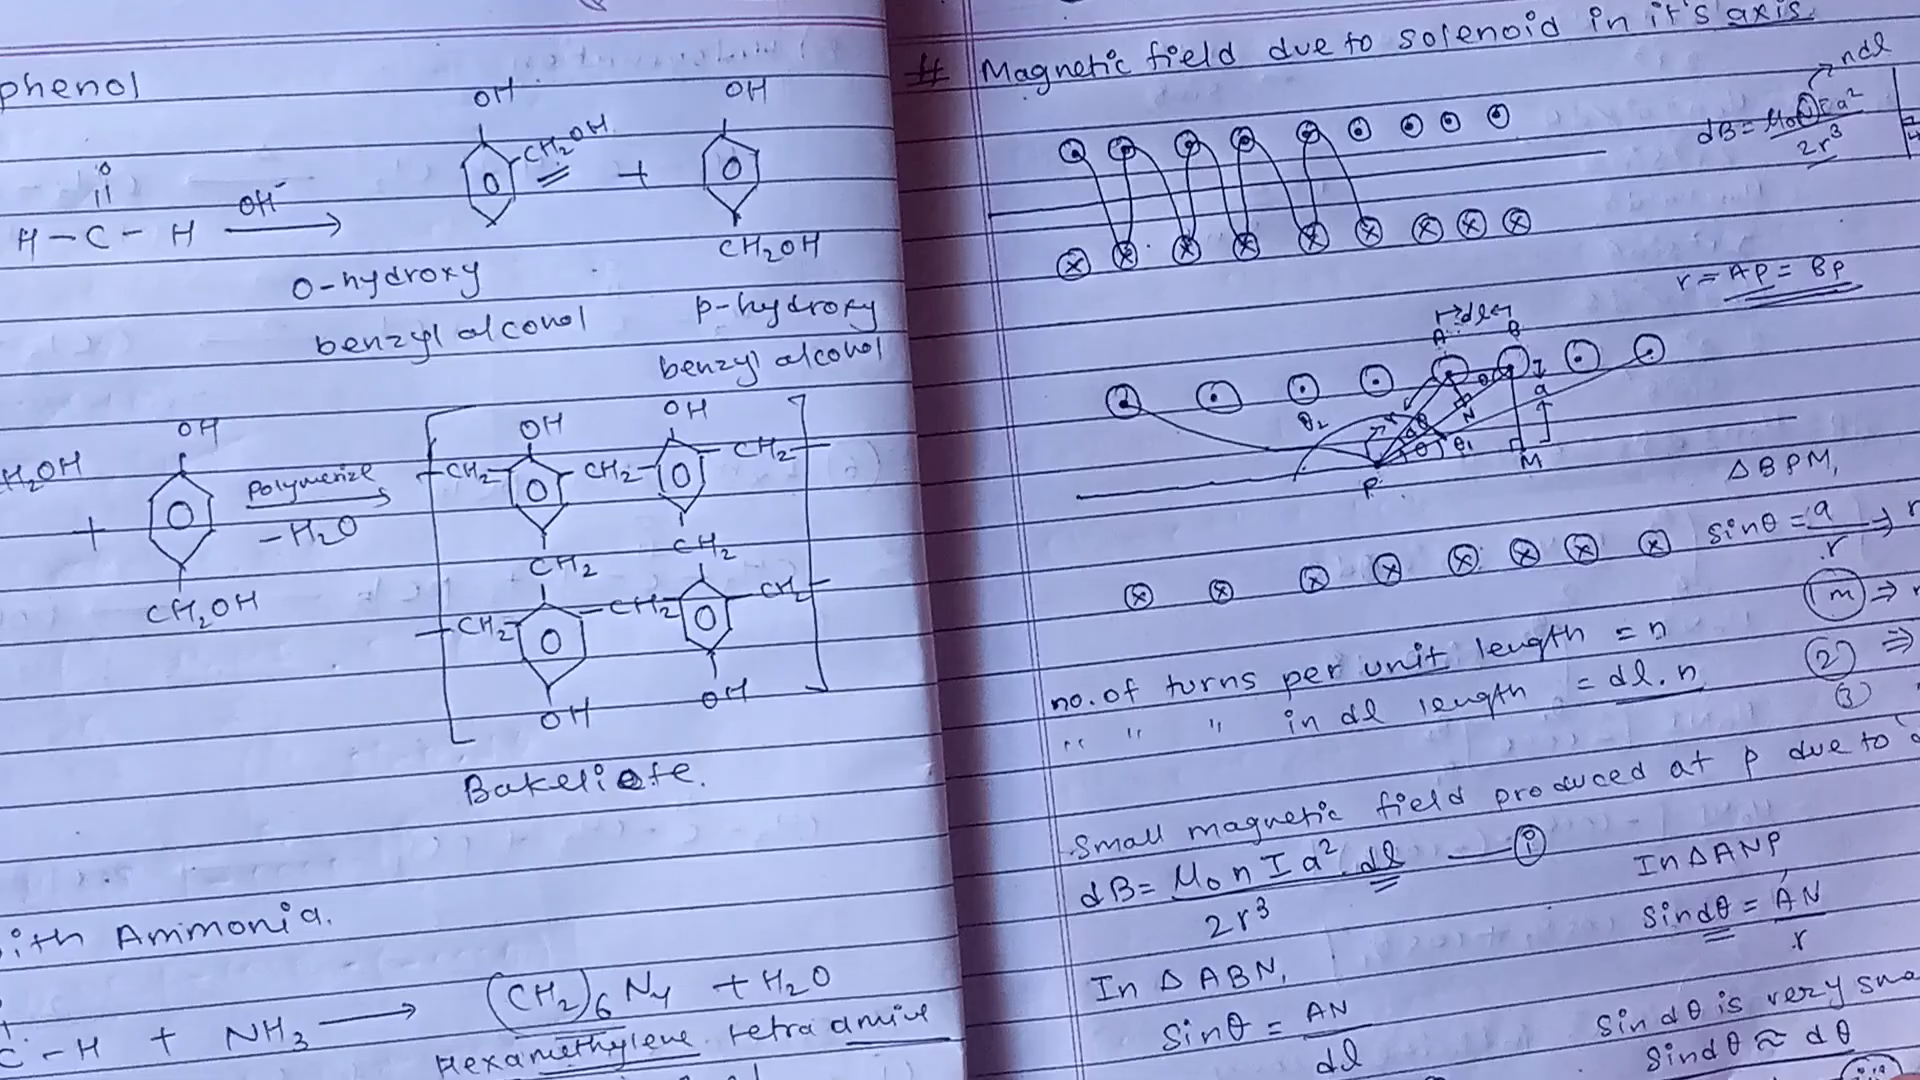 phenol
OH
CH2OH
+
OH
CH2OH
O
H-C-H OH-
O-hydroxy
benzyl alcohol
p-hydroxy
benzyl alcohol
H2OH
+
OH
CH2OH
Polymerize
-H2O
OH OH
CH2 CH2 CH2
CH2 CH2
CH2 CH2 CH2
OH OH
Bakeliete.
ith Ammonia.
C-H + NH3 → (CH2)6 N4 + H2O
Hexamethylene tetra amine
# Magnetic field due to solenoid in it's axis.
ndl
dB = μ0 I a2
2r3
r = AP = BP
dl
A B
θ2 r dθ θ θ1 N a
P M
ΔBPM,
sinθ = a/r ⇒
(m) ⇒
no. of turns per unit length = n
(2) ⇒
" " " in dl length = dl.n
(3)
Small magnetic field produced at p due to
dB = μ0 n I a2 . dl — (i)
2r3
In Δ ANP
Sindθ = AN
r
In Δ ABN,
Sinθ = AN
dl
Sin dθ is very sma
Sindθ ≈ dθ